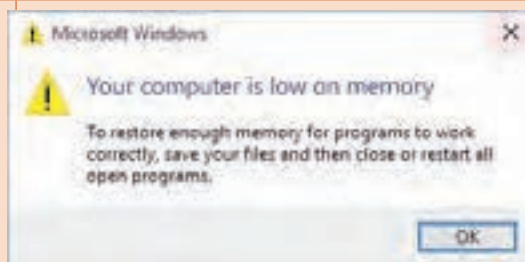 Microsoft Windows
Your computer is low on memory
To restore enough memory for programs to work
correctly, save your files and then close or restart all
open programs.
OK